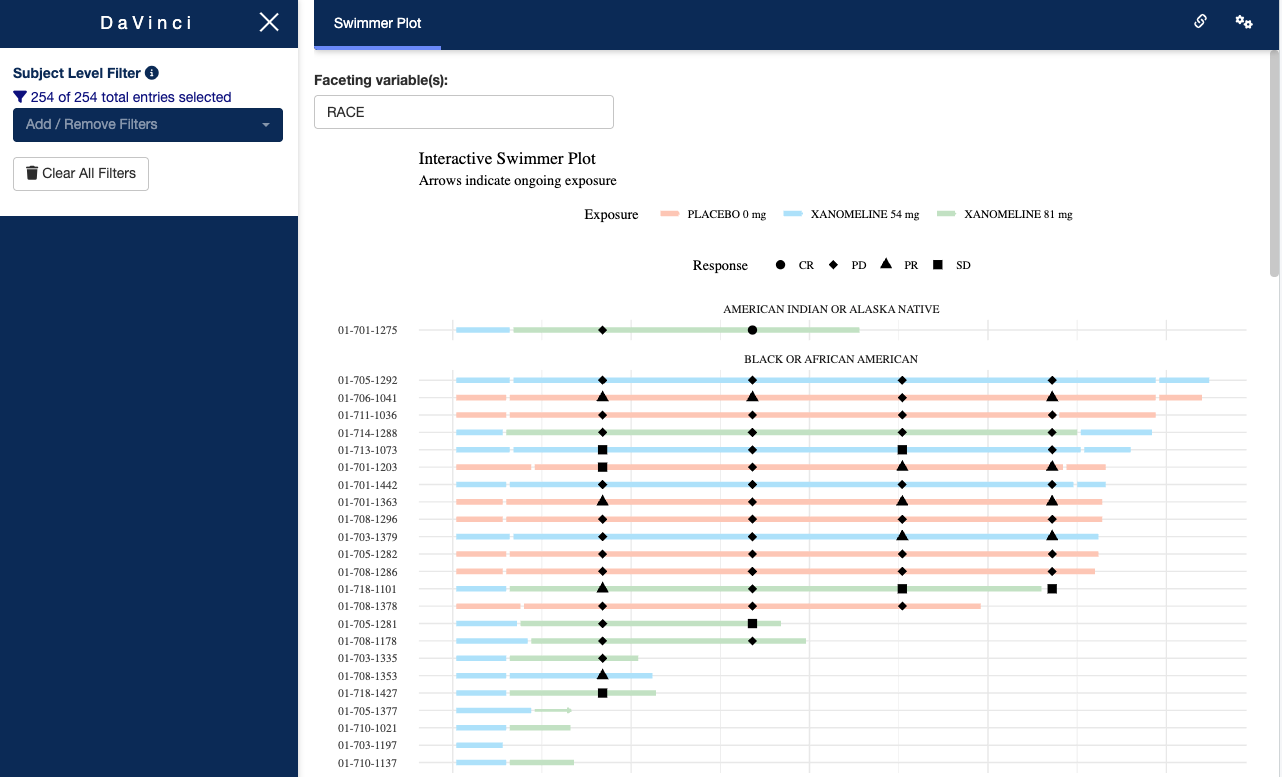 DaVinci
Swimmer Plot
Subject Level Filter
254 of 254 total entries selected
Add / Remove Filters
Clear All Filters
Faceting variable(s):
RACE
Interactive Swimmer Plot
Arrows indicate ongoing exposure
Exposure PLACEBO 0 mg XANOMELINE 54 mg XANOMELINE 81 mg
Response CR PD PR SD
AMERICAN INDIAN OR ALASKA NATIVE
01-701-1275
BLACK OR AFRICAN AMERICAN
01-705-1292
01-706-1041
01-711-1036
01-714-1288
01-713-1073
01-701-1203
01-701-1442
01-701-1363
01-708-1296
01-703-1379
01-705-1282
01-708-1286
01-718-1101
01-708-1378
01-705-1281
01-708-1178
01-703-1335
01-708-1353
01-718-1427
01-705-1377
01-710-1021
01-703-1197
01-710-1137